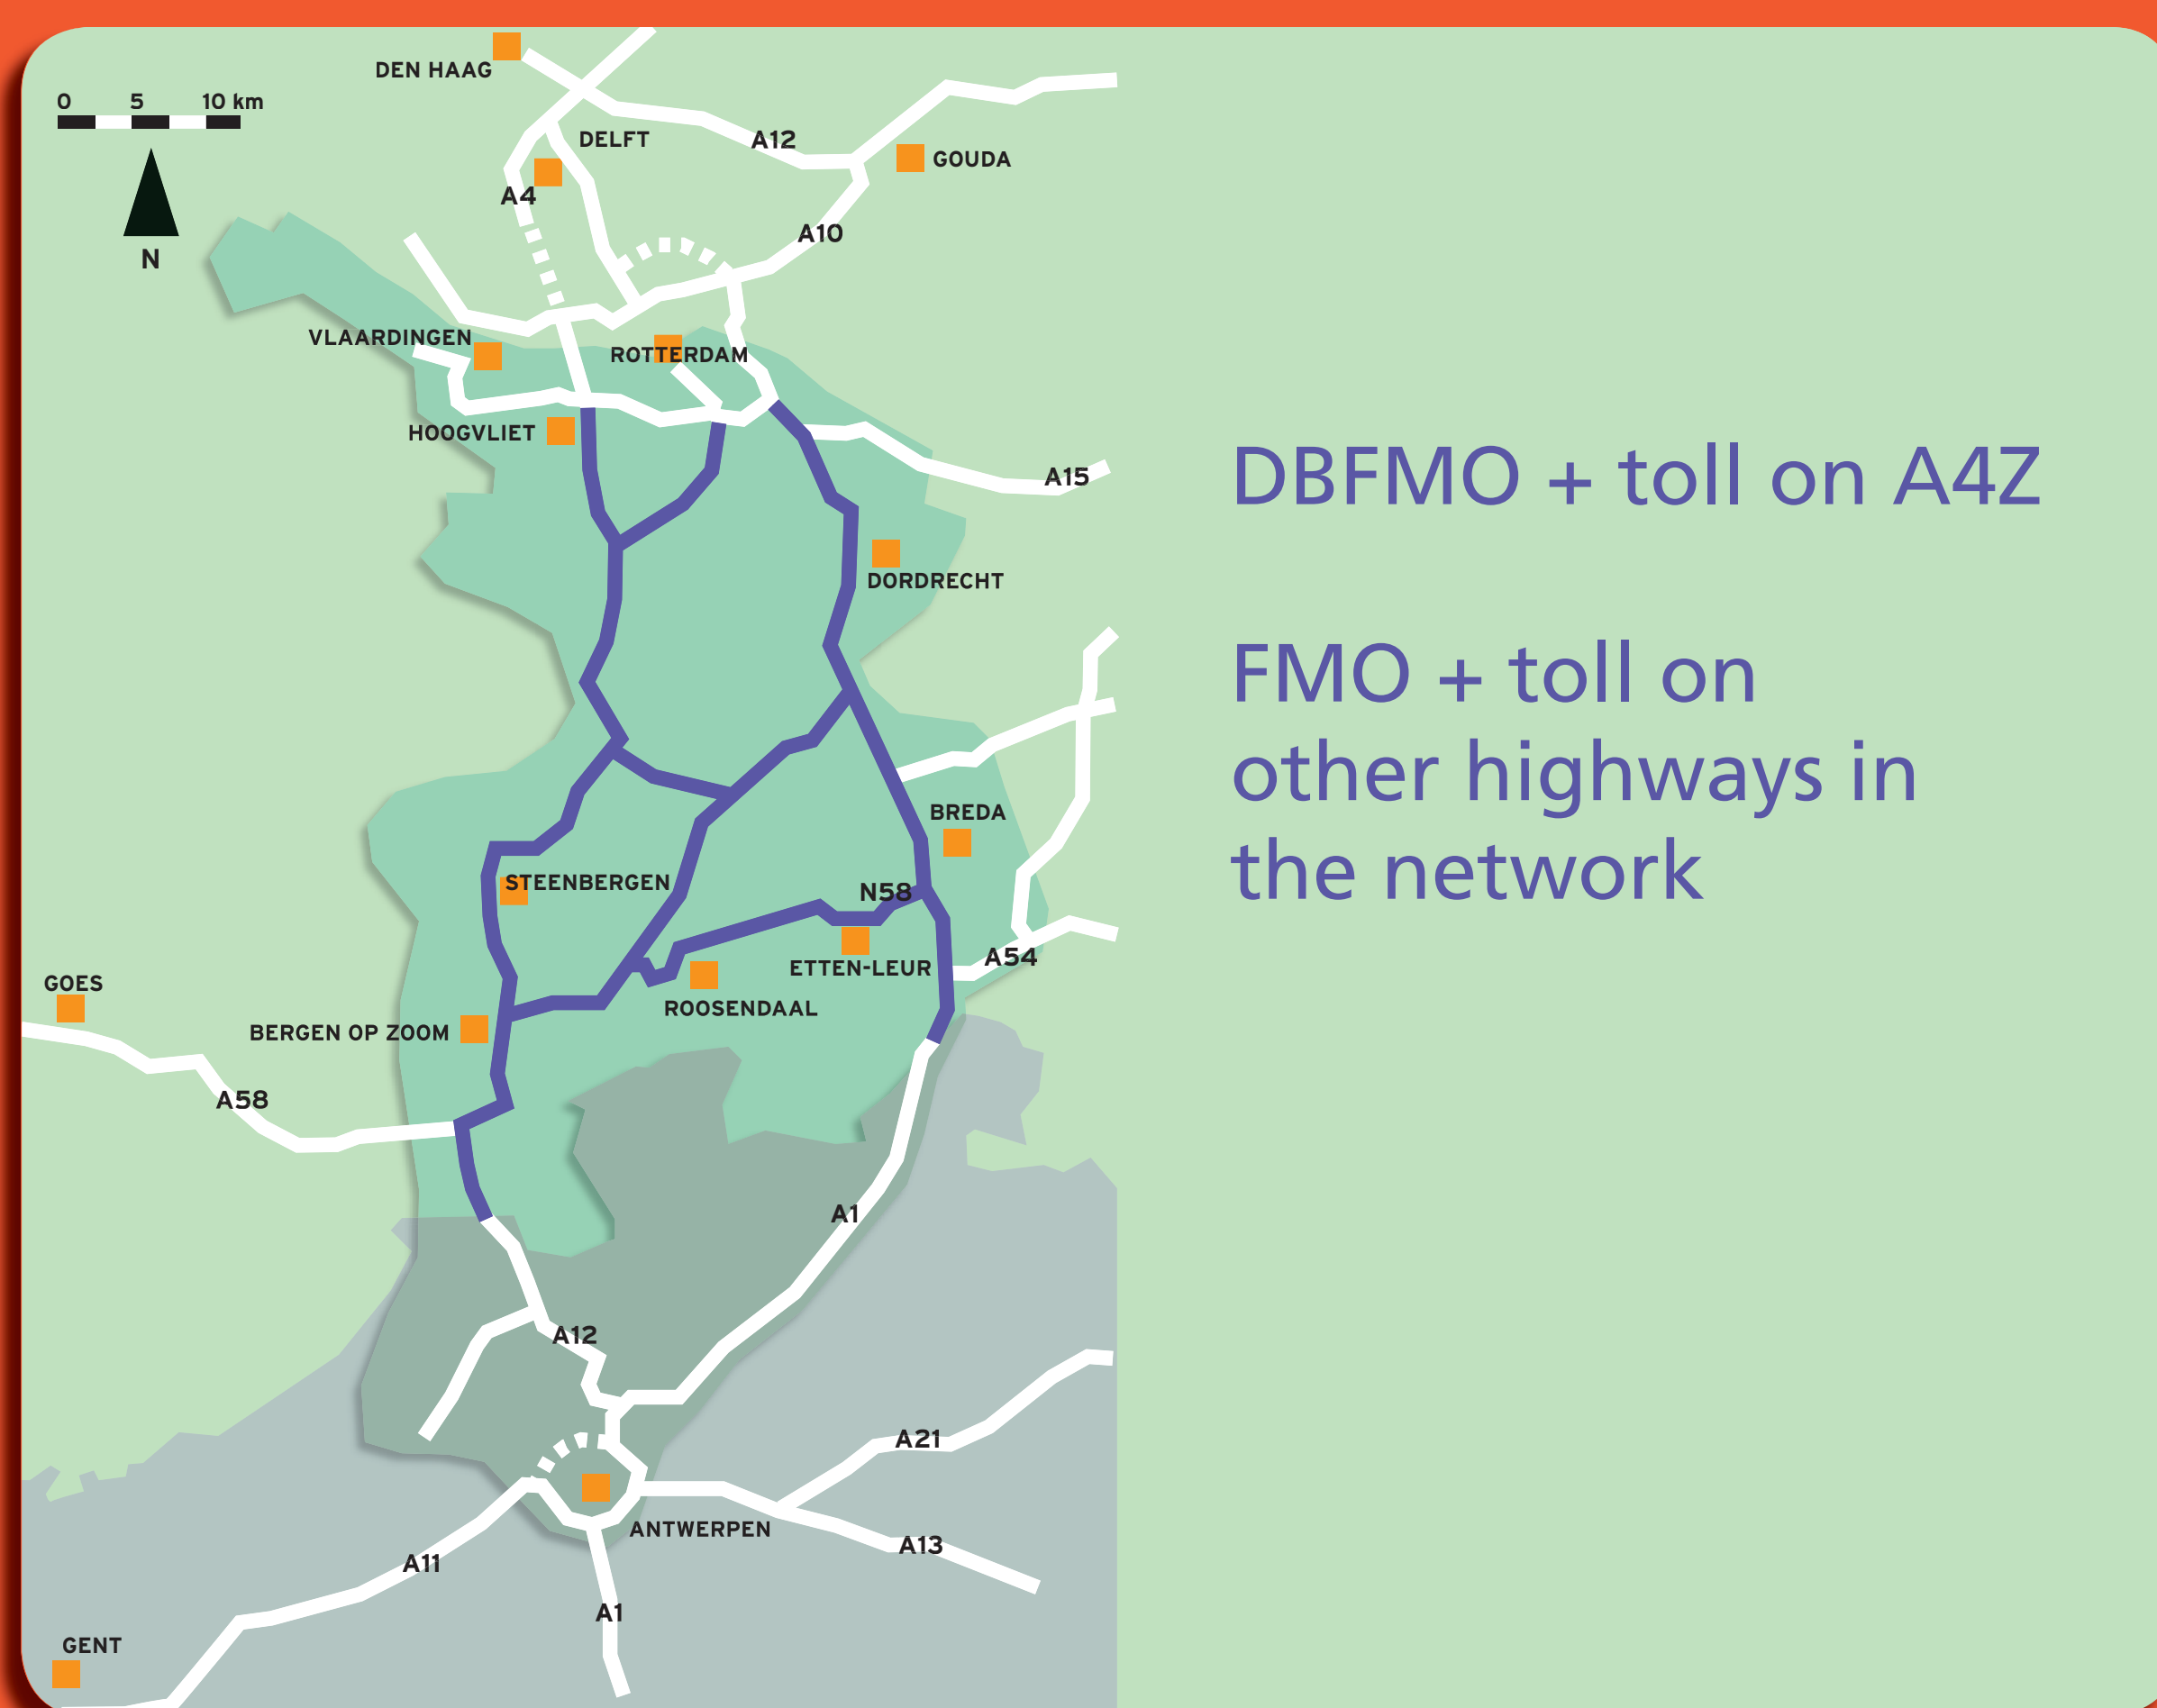 DEN HAAG
0 5 10 km
DELFT
A12
GOUDA
A4
A10
N
VLAARDINGEN
ROTTERDAM
HOOGVLIET
A15
DORDRECHT
BREDA
STEENBERGEN
N58
A54
ETTEN-LEUR
GOES
ROOSENDAAL
BERGEN OP ZOOM
A58
A1
A12
A21
ANTWERPEN
A13
A11
A1
GENT
DBFMO + toll on A4Z
FMO + toll on
other highways in
the network